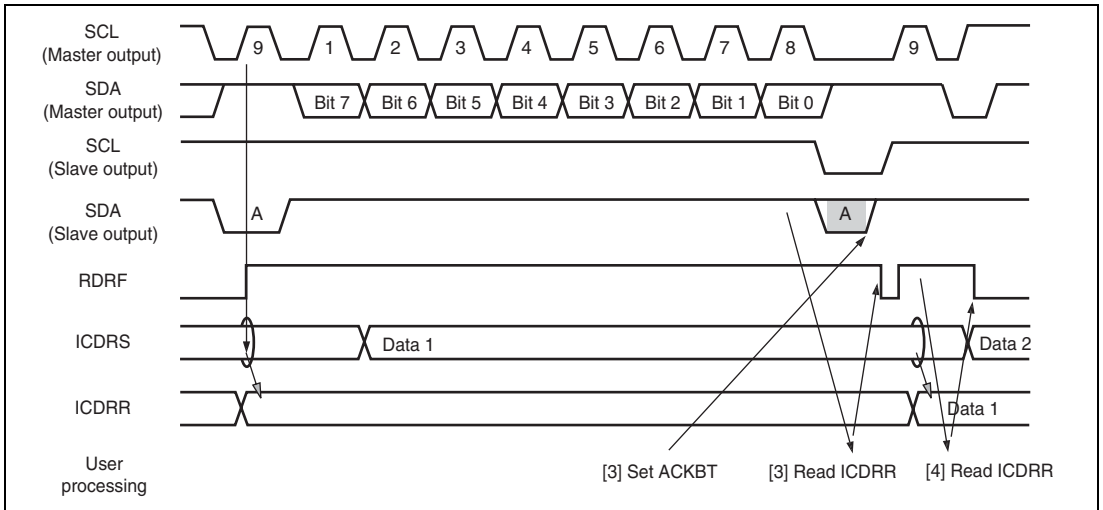 SCL
(Master output)
9 1 2 3 4 5 6 7 8 9
SDA
(Master output)
Bit 7 Bit 6 Bit 5 Bit 4 Bit 3 Bit 2 Bit 1 Bit 0
SCL
(Slave output)
SDA
(Slave output)
A A
RDRF
ICDRS
Data 1 Data 2
ICDRR
Data 1
User
processing
[3] Set ACKBT [3] Read ICDRR [4] Read ICDRR